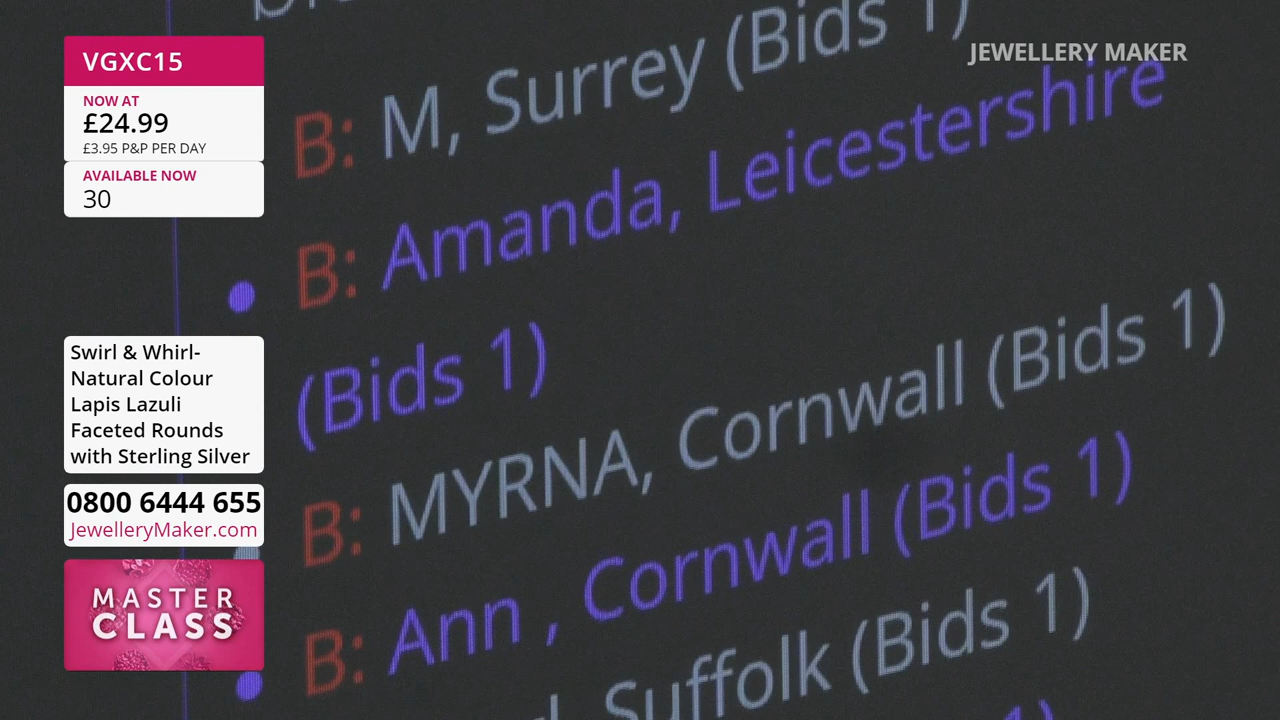 VGXC15
NOW AT
£24.99
£3.95 P&P PER DAY
AVAILABLE NOW
30
Swirl & Whirl-
Natural Colour
Lapis Lazuli
Faceted Rounds
with Sterling Silver
0800 6444 655
JewelleryMaker.com
MASTER
CLASS
JEWELLERY MAKER
B: M, Surrey (Bids 1)
B: Amanda, Leicestershire
(Bids 1)
B: MYRNA, Cornwall (Bids 1)
B: Ann , Cornwall (Bids 1)
Suffolk (Bids 1)